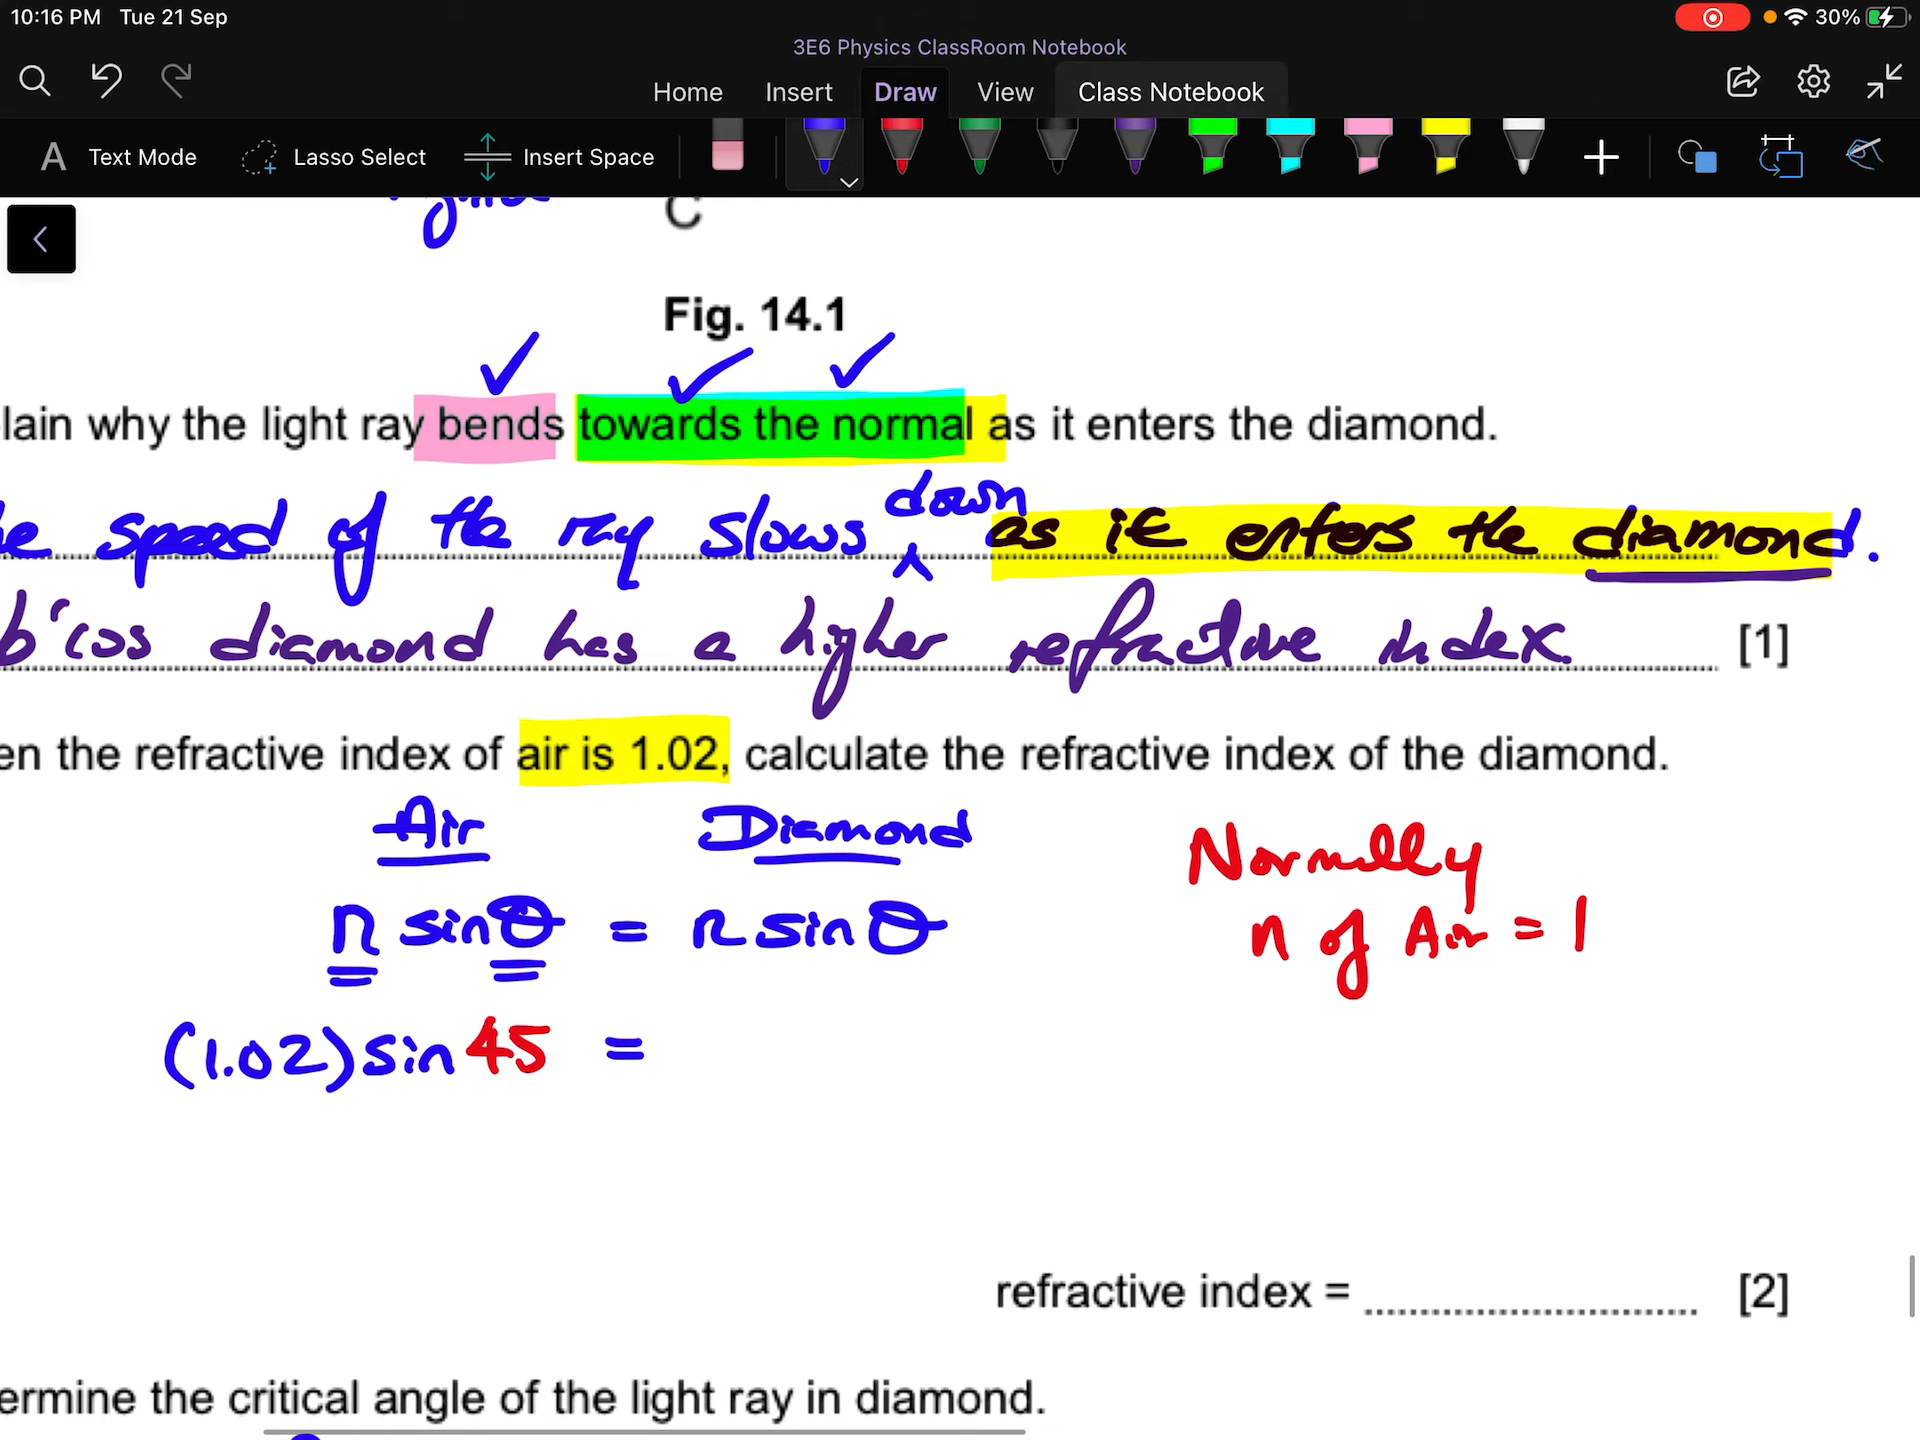 10:16 PM Tue 21 Sep
30%
3E6 Physics ClassRoom Notebook
Home Insert Draw View Class Notebook
A Text Mode Lasso Select Insert Space
C
Fig. 14.1
lain why the light ray bends towards the normal as it enters the diamond.
down
he speed of the ray slows ^ as it enters the diamond.
b'cos diamond has a higher refractive index. [1]
en the refractive index of air is 1.02, calculate the refractive index of the diamond.
Air Diamond
Normally
n sinθ = n sinθ
n of Air = 1
(1.02) sin 45 =
refractive index = [2]
ermine the critical angle of the light ray in diamond.